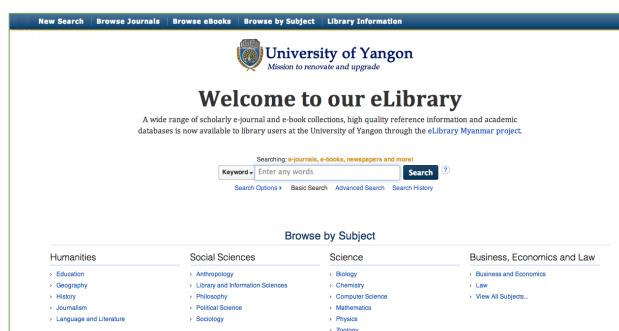 New Search Browse Journals Browse eBooks Browse by Subject Library Information
University of Yangon
Mission to renovate and upgrade
Welcome to our eLibrary
A wide range of scholarly e-journal and e-book collections, high quality reference information and academic
databases is now available to library users at the University of Yangon through the eLibrary Myanmar project.
Searching: e-journals, e-books, newspapers and more!
Keyword Enter any words Search ?
Search Options Basic Search Advanced Search Search History
Browse by Subject
Humanities
› Education
› Geography
› History
› Journalism
› Language and Literature
Social Sciences
› Anthropology
› Library and Information Sciences
› Philosophy
› Political Science
› Sociology
Science
› Biology
› Chemistry
› Computer Science
› Mathematics
› Physics
› Zoology
Business, Economics and Law
› Business and Economics
› Law
› View All Subjects...